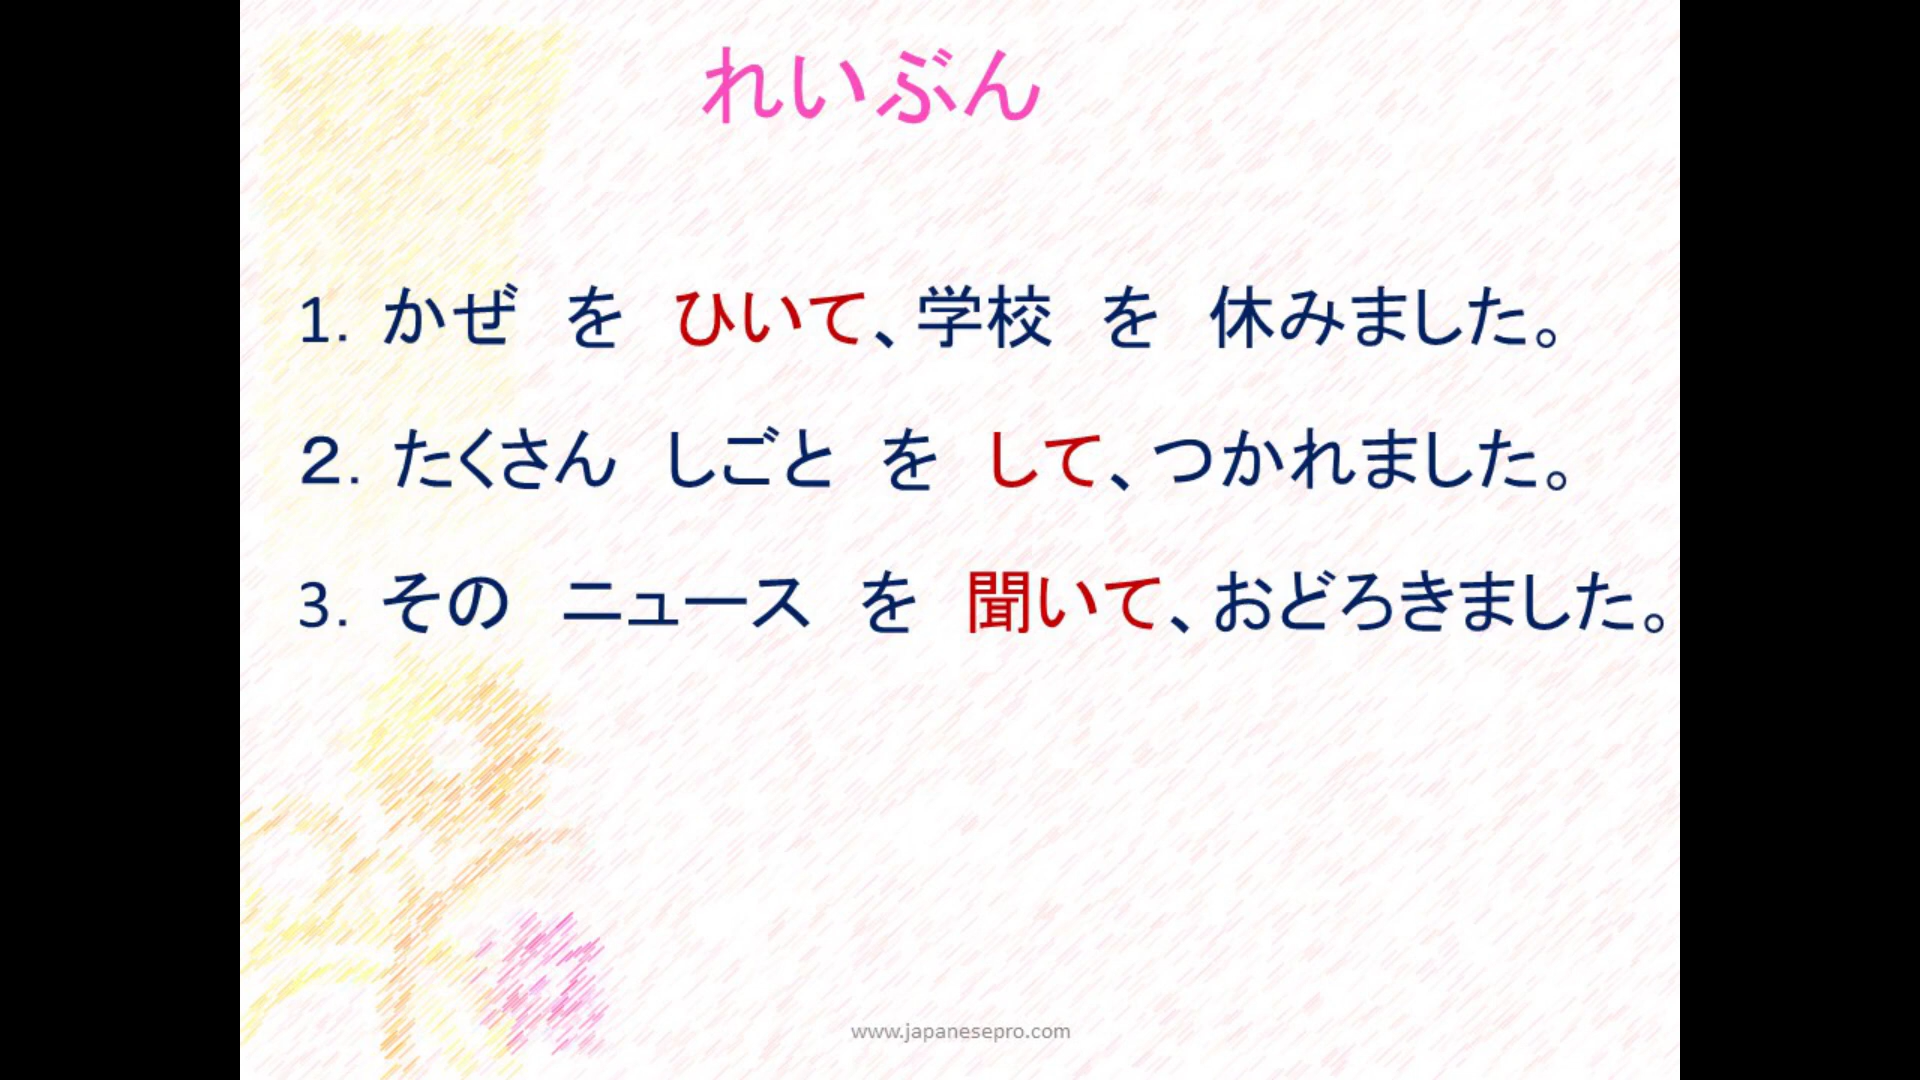 れいぶん
1. かぜ を ひいて、学校 を 休みました。
２. たくさん しごと を して、つかれました。
3. その ニュース を 聞いて、おどろきました。
www.japanesepro.com